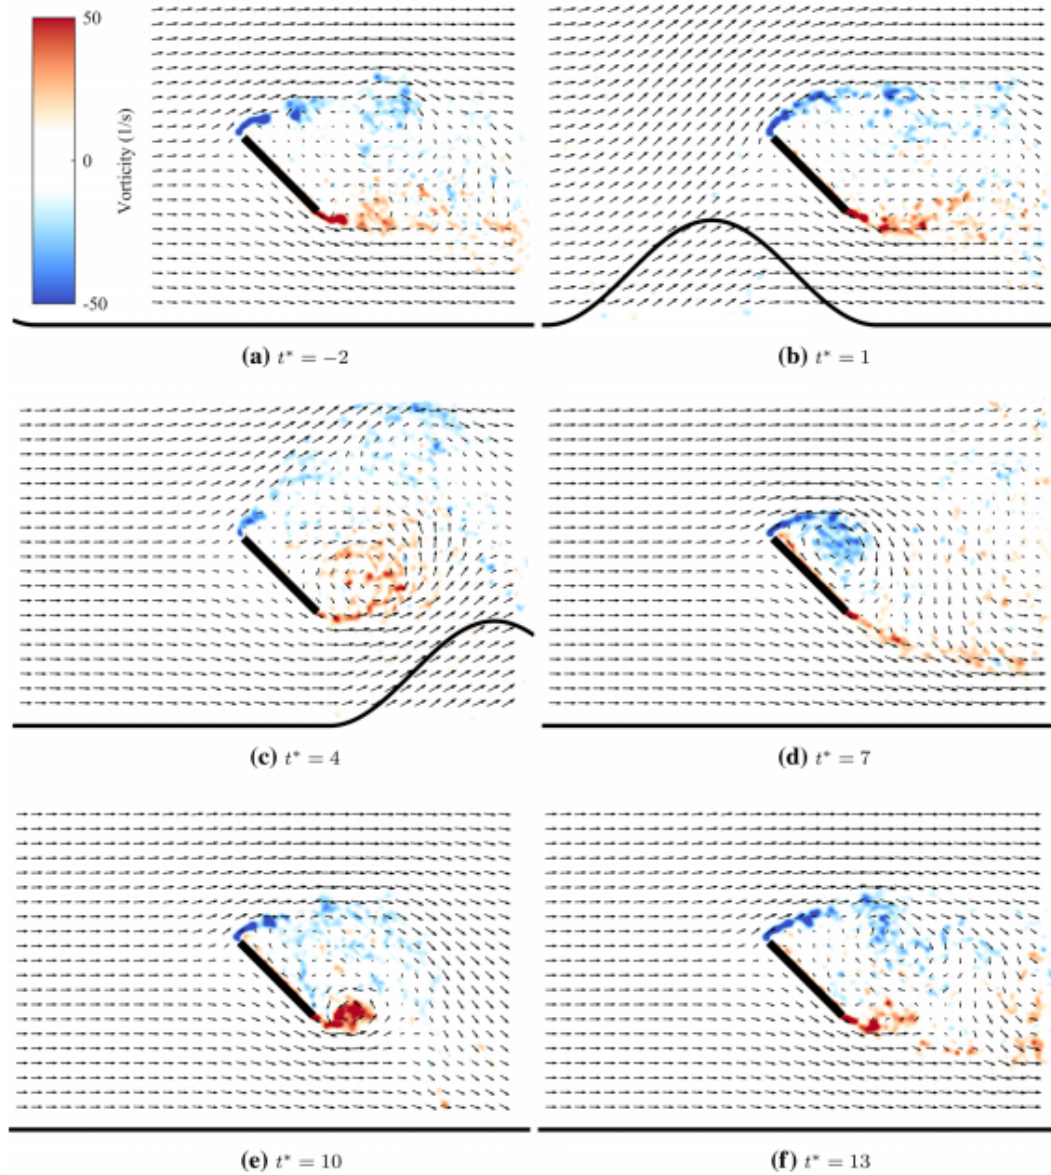 50
0
-50
Vorticity (1/s)
(a) t* = −2
(b) t* = 1
(c) t* = 4
(d) t* = 7
(e) t* = 10
(f) t* = 13